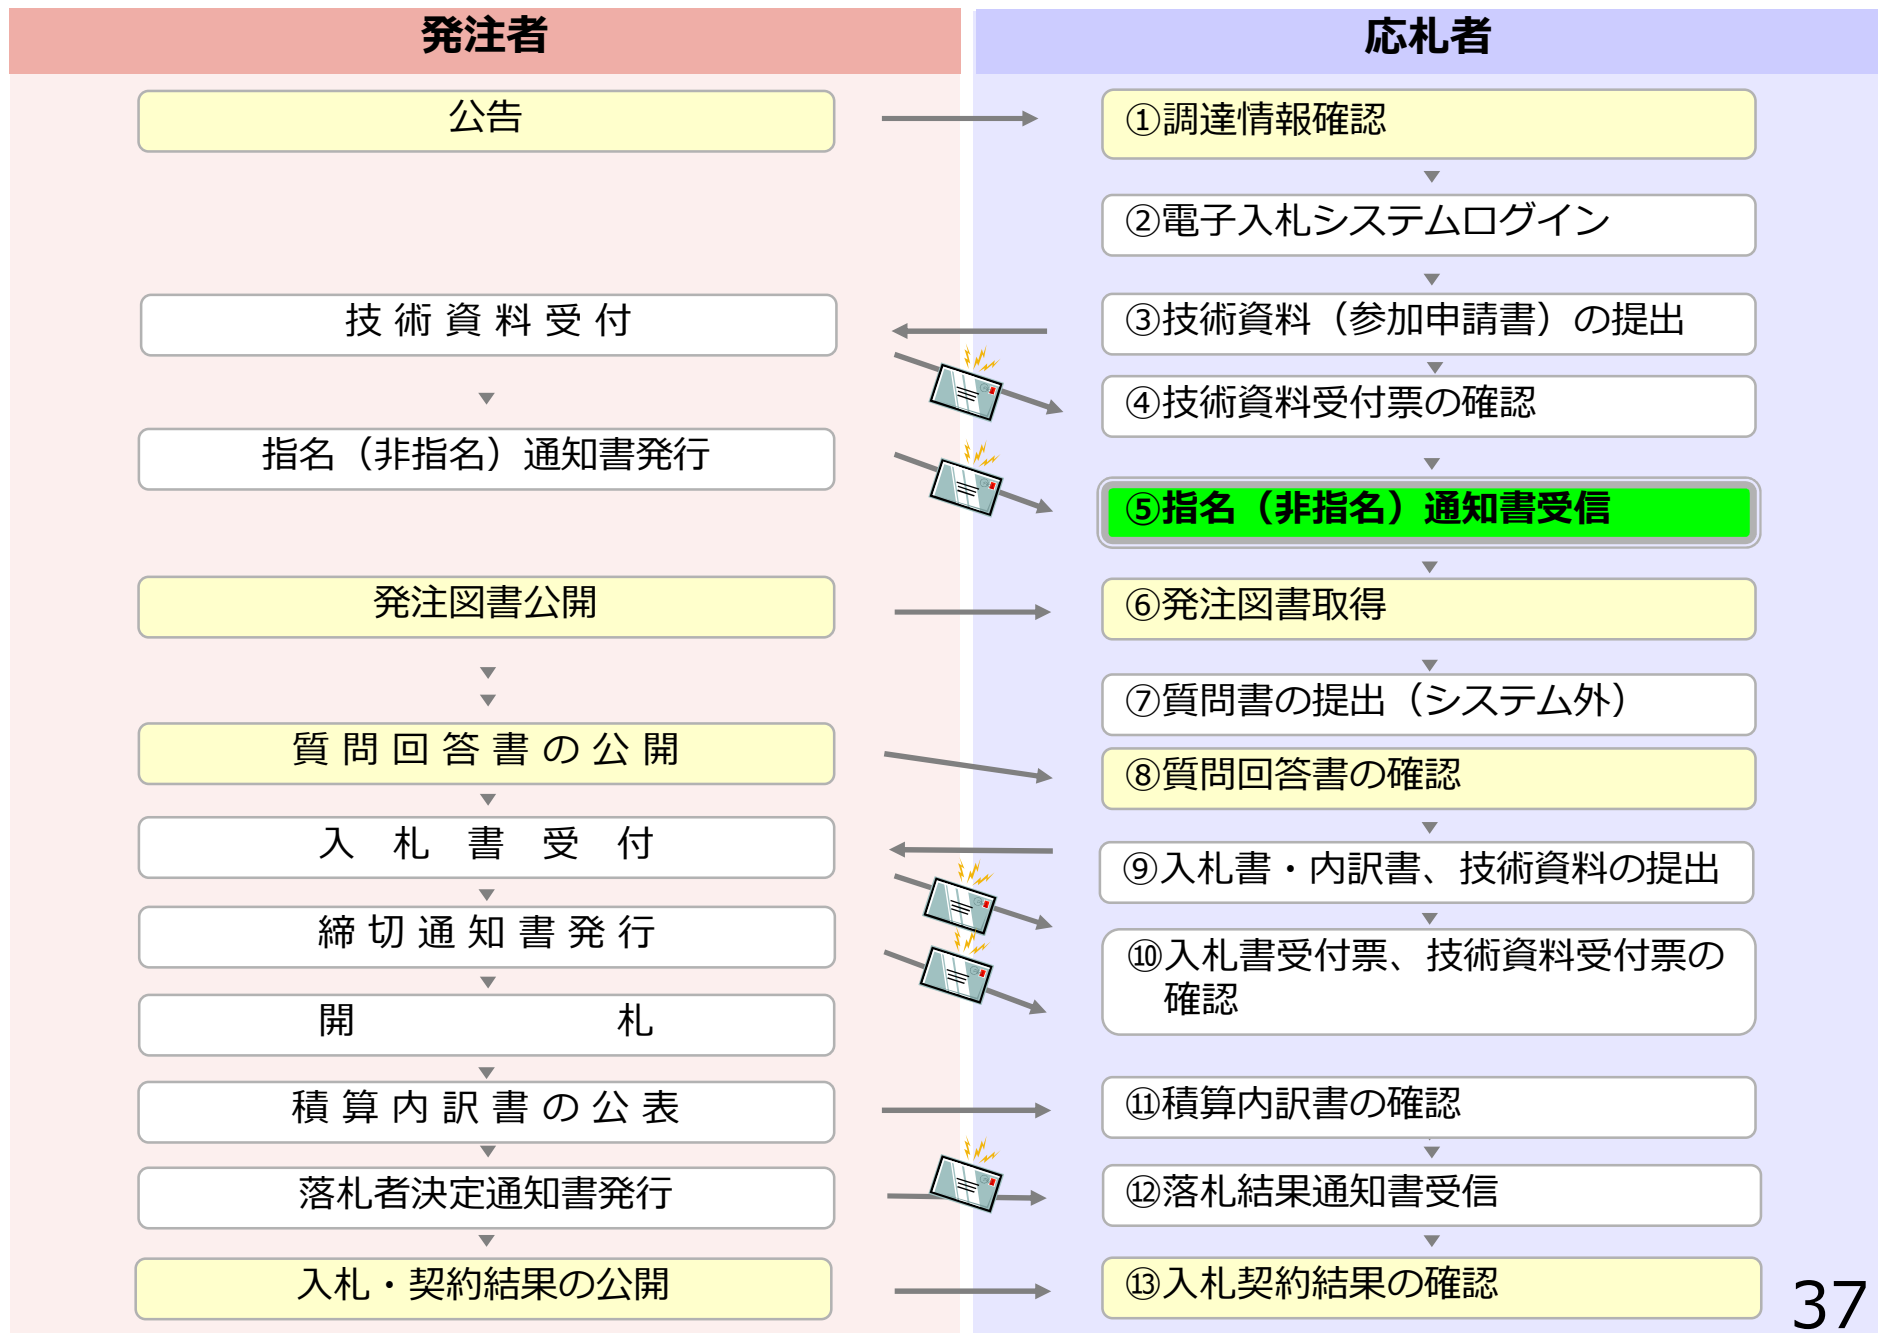 発注者
応札者
公告
①調達情報確認
②電子入札システムログイン
技術資料受付
③技術資料（参加申請書）の提出
④技術資料受付票の確認
指名（非指名）通知書発行
⑤指名（非指名）通知書受信
発注図書公開
⑥発注図書取得
⑦質問書の提出（システム外）
質問回答書の公開
⑧質問回答書の確認
入札書受付
⑨入札書・内訳書、技術資料の提出
締切通知書発行
⑩入札書受付票、技術資料受付票の
確認
開札
積算内訳書の公表
⑪積算内訳書の確認
落札者決定通知書発行
⑫落札結果通知書受信
入札・契約結果の公開
⑬入札契約結果の確認
37